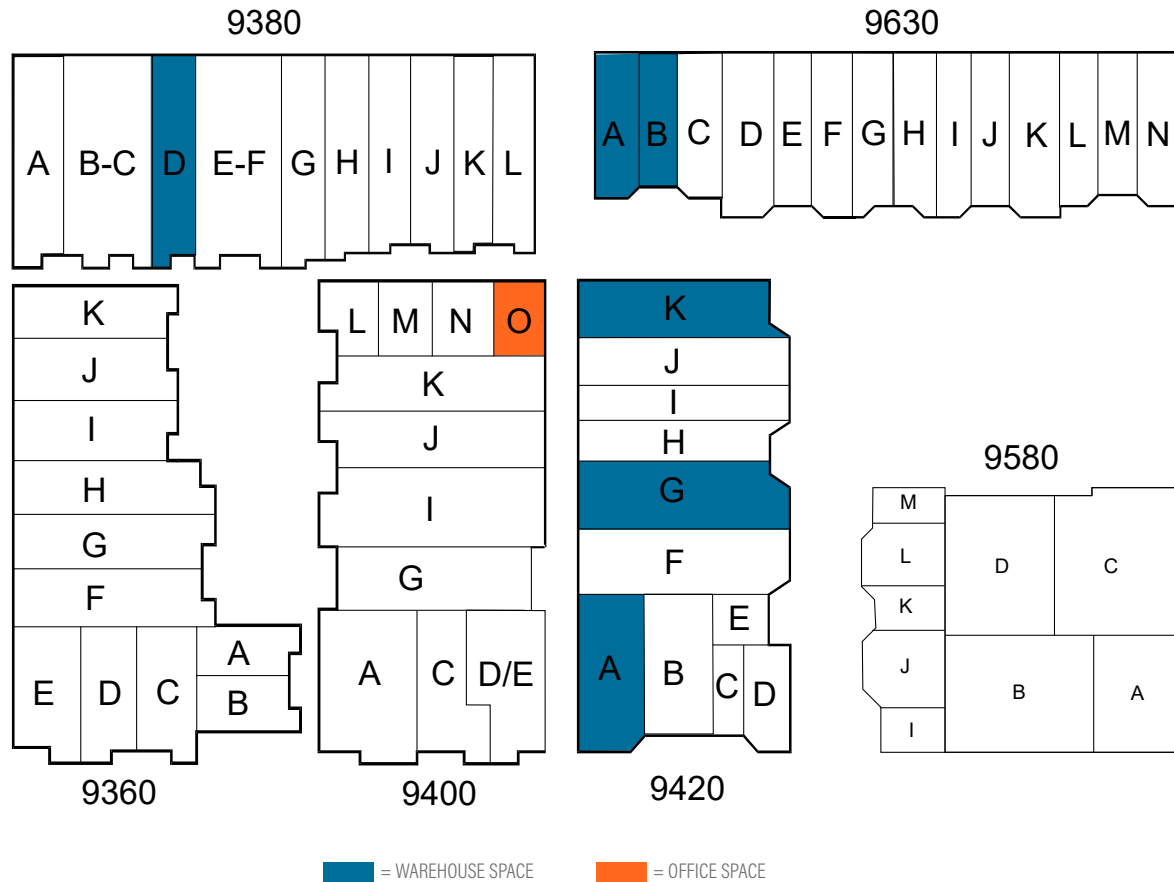 9380
A B-C D E-F G H I J K L
9630
A B C D E F G H I J K L M N
K
J
I
H
G
F
E D C A
B
9360
L M N O
K
J
I
G
A C D/E
9400
K
J
I
H
G
F
A B E
C D
9420
9580
M
L
K
J
I
D C
B A
= WAREHOUSE SPACE = OFFICE SPACE